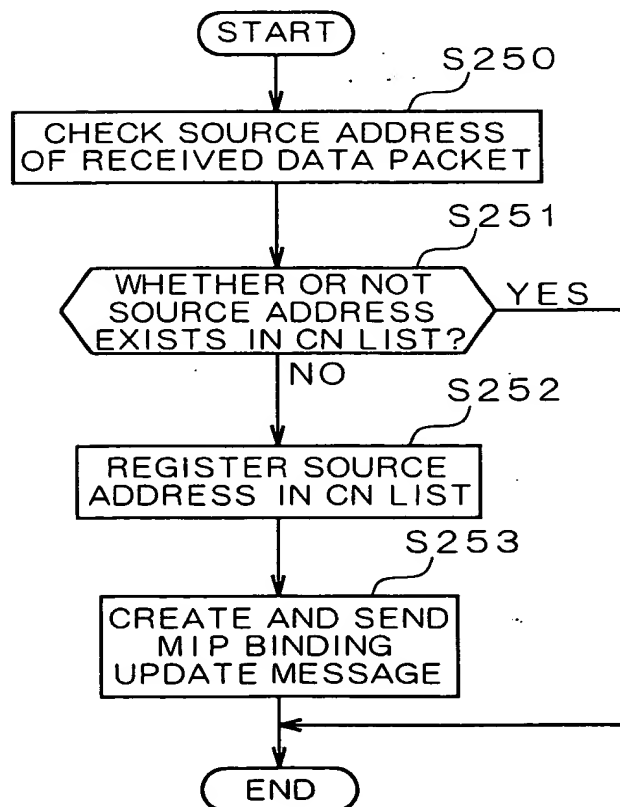 START
S250
CHECK SOURCE ADDRESS
OF RECEIVED DATA PACKET
S251
WHETHER OR NOT
SOURCE ADDRESS
EXISTS IN CN LIST?
YES
NO
S252
REGISTER SOURCE
ADDRESS IN CN LIST
S253
CREATE AND SEND
MIP BINDING
UPDATE MESSAGE
END